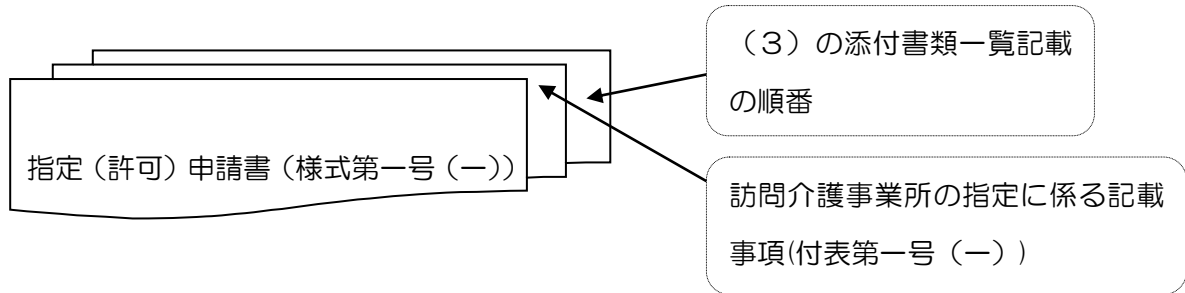 （３）の添付書類一覧記載
の順番
指定（許可）申請書（様式第一号（一））
訪問介護事業所の指定に係る記載
事項(付表第一号（一）)